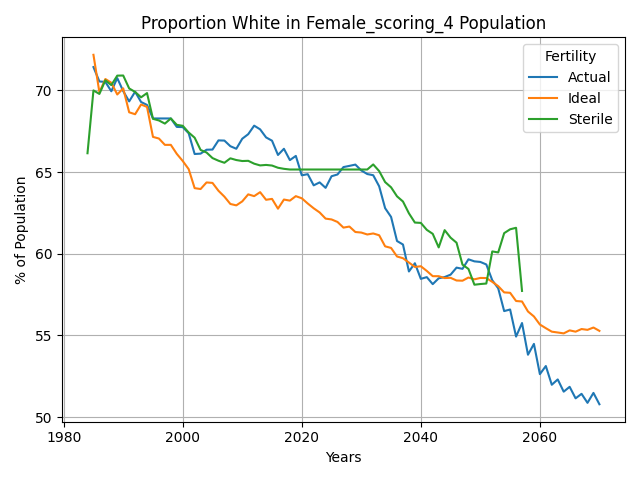 Proportion White in Female_scoring_4 Population
Fertility
Actual
Ideal
Sterile
% of Population
70
65
60
55
50
1980
2000
2020
2040
2060
Years